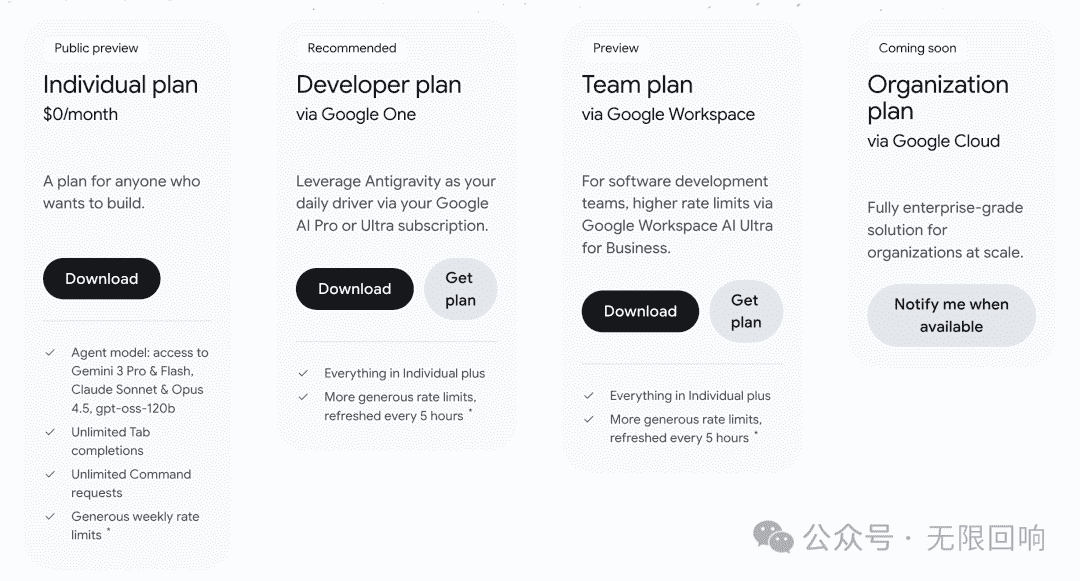 Public preview
Individual plan
$0/month
A plan for anyone who
wants to build.
Download
Agent model: access to
Gemini 3 Pro & Flash,
Claude Sonnet & Opus
4.5, gpt-oss-120b
Unlimited Tab
completions
Unlimited Command
requests
Generous weekly rate
limits *
Recommended
Developer plan
via Google One
Leverage Antigravity as your
daily driver via your Google
AI Pro or Ultra subscription.
Download
Get
plan
Everything in Individual plus
More generous rate limits,
refreshed every 5 hours *
Preview
Team plan
via Google Workspace
For software development
teams, higher rate limits via
Google Workspace AI Ultra
for Business.
Download
Get
plan
Everything in Individual plus
More generous rate limits,
refreshed every 5 hours *
Coming soon
Organization
plan
via Google Cloud
Fully enterprise-grade
solution for
organizations at scale.
Notify me when
available
公众号 · 无限回响